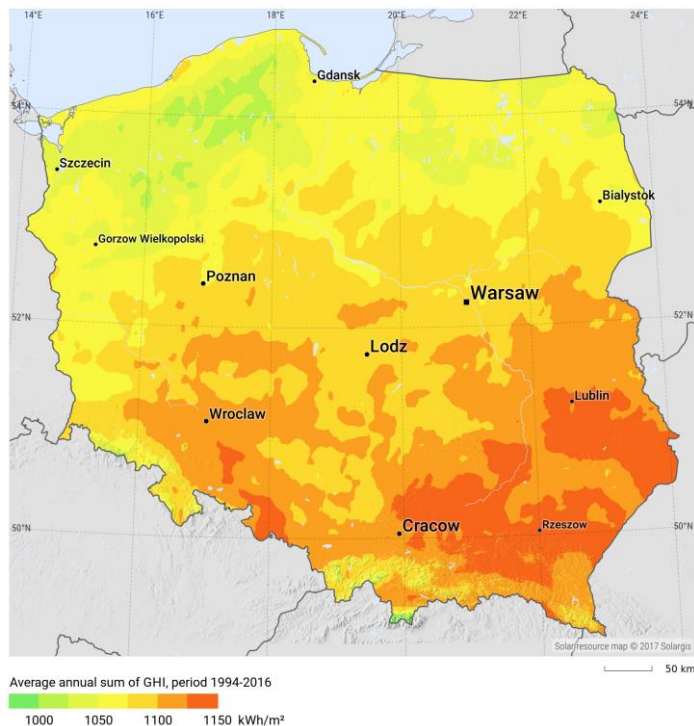 14°E 16°E 18°E 20°E 22°E 24°E
Gdansk
54°N 54°N
Szczecin
Bialystok
Gorzow Wielkopolski
Poznan
Warsaw
52°N 52°N
Lodz
Lublin
Wroclaw
50°N 50°N
Cracow
Rzeszow
Solar resource map © 2017 Solargis
50 km
Average annual sum of GHI, period 1994-2016
1000 1050 1100 1150 kWh/m²